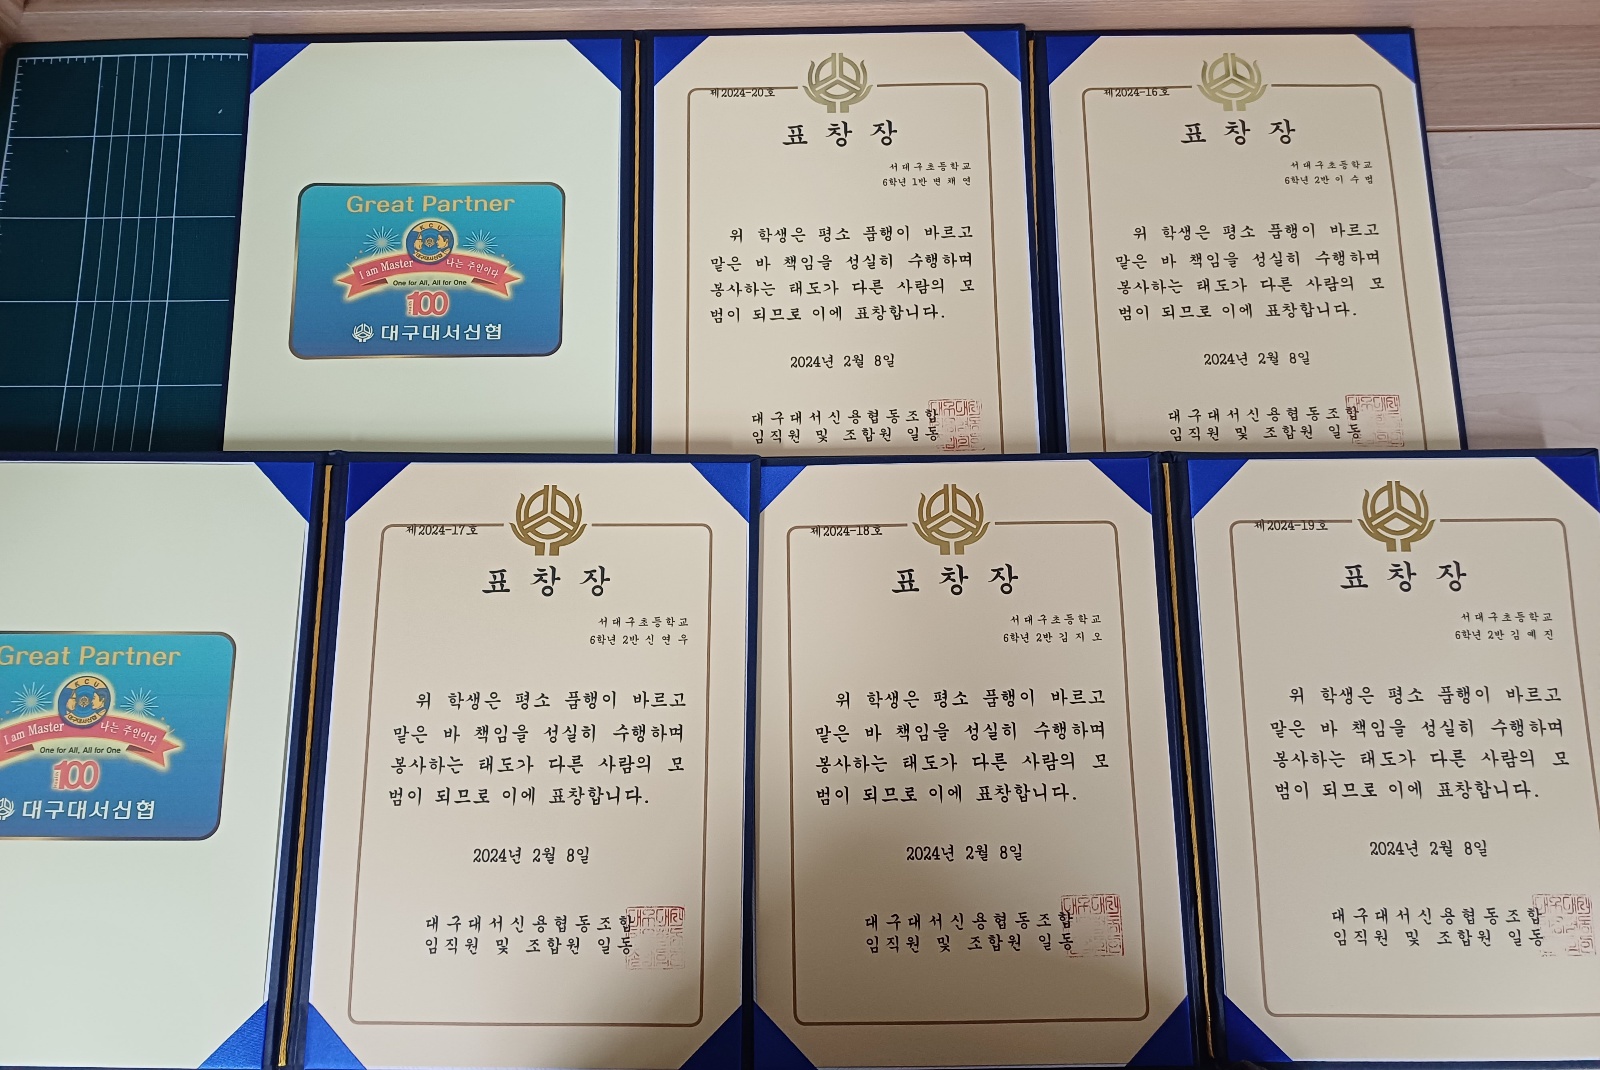 Great Partner
KCU
대구대서신협
I am Master 나는 주인이다
One for All, All for One
100
대구대서신협
제2024-20호
표창장
서대구초등학교
6학년 1반 변채연
위 학생은 평소 품행이 바르고
맡은 바 책임을 성실히 수행하며
봉사하는 태도가 다른 사람의 모
범이 되므로 이에 표창합니다.
2024년 2월 8일
대구대서신용협동조합
임직원 및 조합원 일동
제2024-16호
표창장
서대구초등학교
6학년 2반 이수범
위 학생은 평소 품행이 바르고
맡은 바 책임을 성실히 수행하며
봉사하는 태도가 다른 사람의 모
범이 되므로 이에 표창합니다.
2024년 2월 8일
대구대서신용협동조합
임직원 및 조합원 일동
Great Partner
KCU
대구대서신협
I am Master 나는 주인이다
One for All, All for One
100
대구대서신협
제2024-17호
표창장
서대구초등학교
6학년 2반 신연우
위 학생은 평소 품행이 바르고
맡은 바 책임을 성실히 수행하며
봉사하는 태도가 다른 사람의 모
범이 되므로 이에 표창합니다.
2024년 2월 8일
대구대서신용협동조합
임직원 및 조합원 일동
제2024-18호
표창장
서대구초등학교
6학년 2반 김지오
위 학생은 평소 품행이 바르고
맡은 바 책임을 성실히 수행하며
봉사하는 태도가 다른 사람의 모
범이 되므로 이에 표창합니다.
2024년 2월 8일
대구대서신용협동조합
임직원 및 조합원 일동
제2024-19호
표창장
서대구초등학교
6학년 2반 김예진
위 학생은 평소 품행이 바르고
맡은 바 책임을 성실히 수행하며
봉사하는 태도가 다른 사람의 모
범이 되므로 이에 표창합니다.
2024년 2월 8일
대구대서신용협동조합
임직원 및 조합원 일동